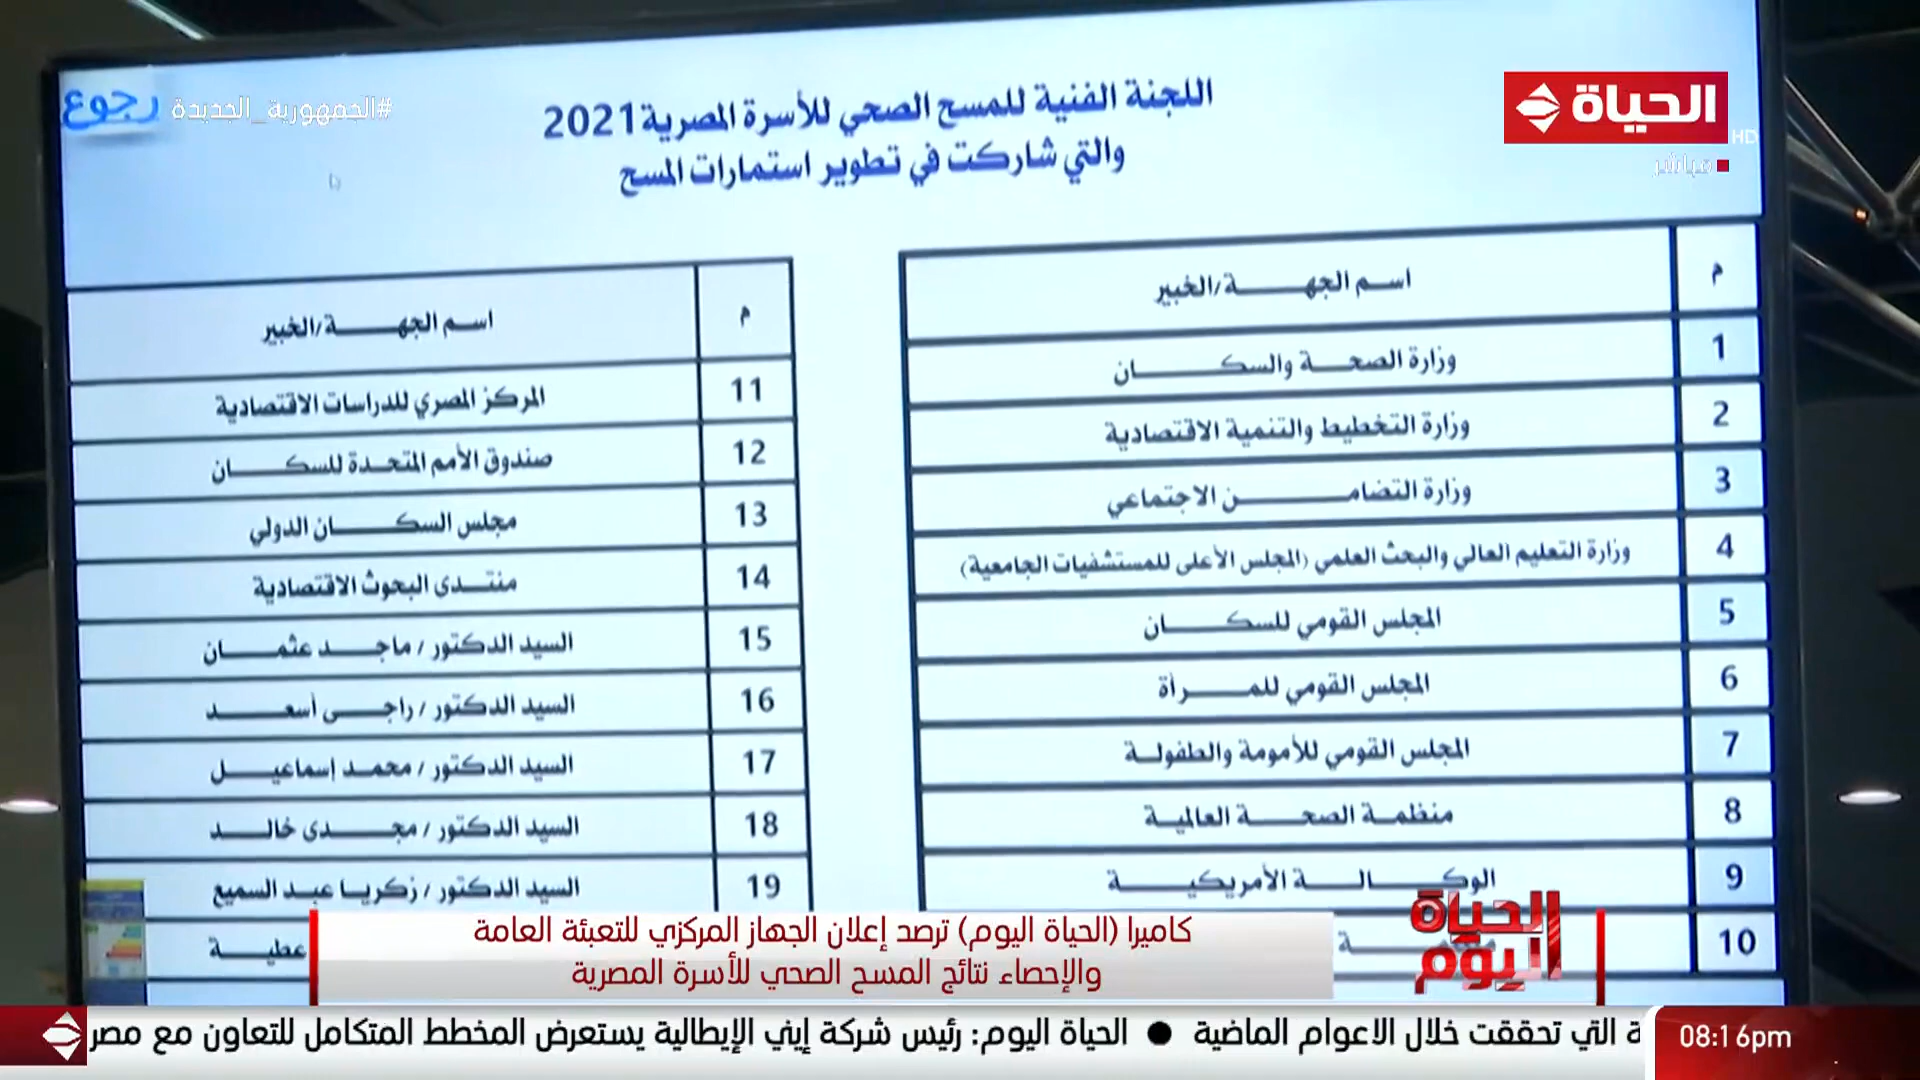 الحياة
HD
مباشر
#الجمهورية_الجديدة
رجوع
اللجنة الفنية للمسح الصحي للأسرة المصرية 2021
والتي شاركت في تطوير استمارات المسح
م اسم الجهة/الخبير
1 وزارة الصحة والسكان
2 وزارة التخطيط والتنمية الاقتصادية
3 وزارة التضامن الاجتماعي
4 وزارة التعليم العالي والبحث العلمي (المجلس الأعلى للمستشفيات الجامعية)
5 المجلس القومي للسكان
6 المجلس القومي للمرأة
7 المجلس القومي للأمومة والطفولة
8 منظمة الصحة العالمية
9 الوكالة الأمريكية
10
م اسم الجهة/الخبير
11 المركز المصري للدراسات الاقتصادية
12 صندوق الأمم المتحدة للسكان
13 مجلس السكان الدولي
14 منتدى البحوث الاقتصادية
15 السيد الدكتور / ماجد عثمان
16 السيد الدكتور / راجى أسعد
17 السيد الدكتور / محمد إسماعيل
18 السيد الدكتور / مجدى خالد
19 السيد الدكتور / زكريا عبد السميع
عطية
الحياة
اليوم
كاميرا (الحياة اليوم) ترصد إعلان الجهاز المركزي للتعبئة العامة
والإحصاء نتائج المسح الصحي للأسرة المصرية
ة التي تحققت خلال الاعوام الماضية ● الحياة اليوم: رئيس شركة إيني الإيطالية يستعرض المخطط المتكامل للتعاون مع مصر
08:16pm